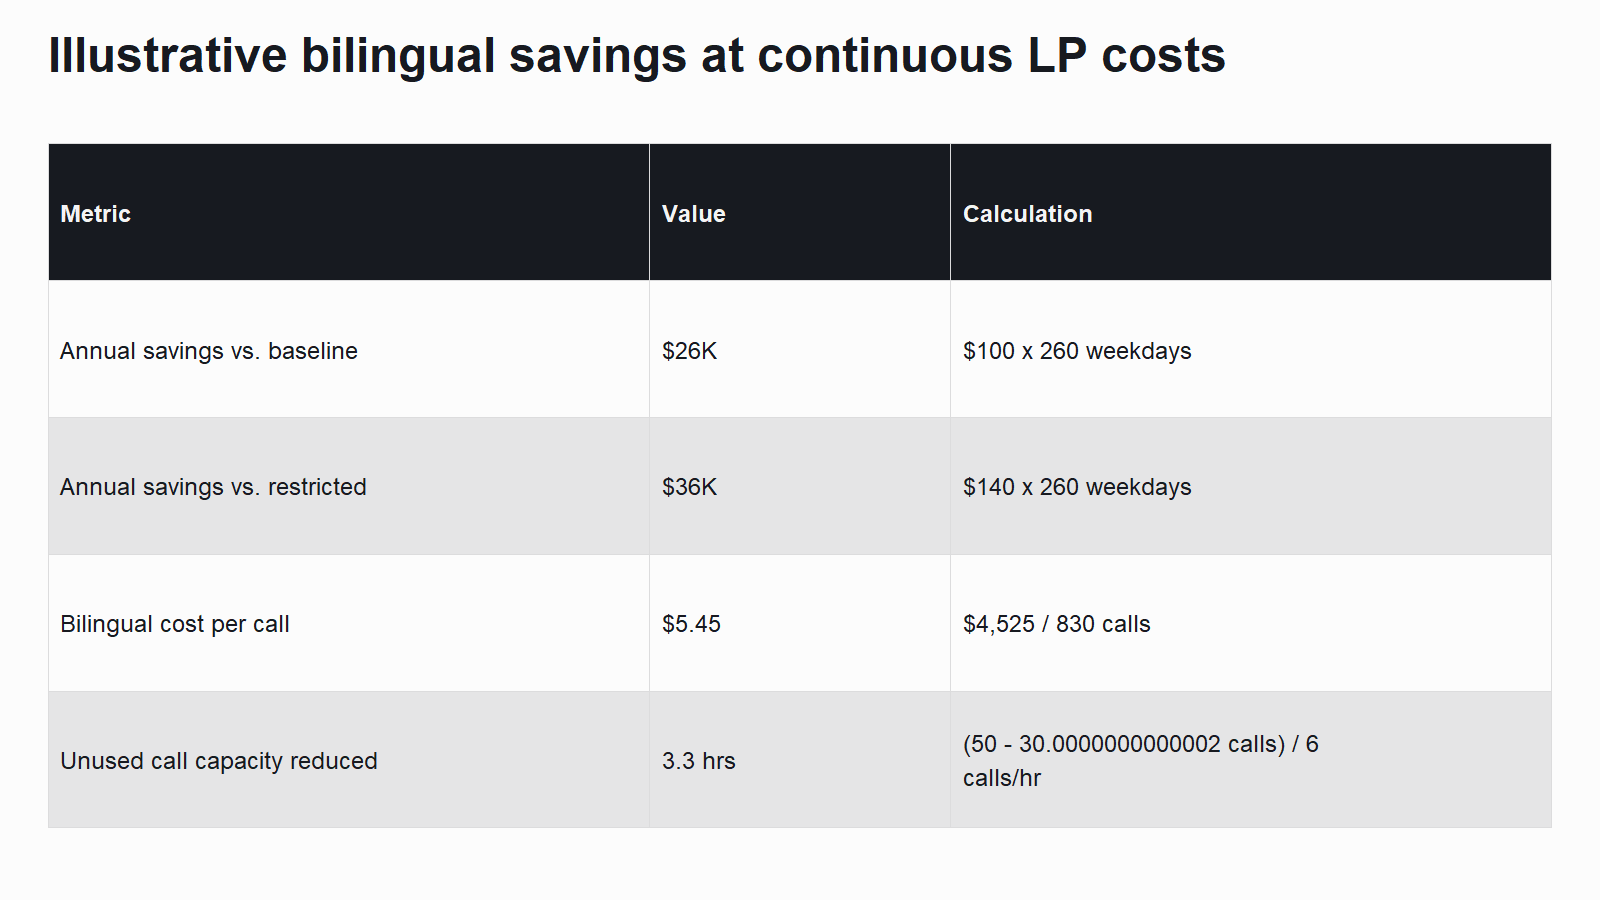 Illustrative bilingual savings at continuous LP costs
Metric
Value
Calculation
Annual savings vs. baseline
$26K
$100 x 260 weekdays
Annual savings vs. restricted
$36K
$140 x 260 weekdays
Bilingual cost per call
$5.45
$4,525 / 830 calls
Unused call capacity reduced
3.3 hrs
(50 - 30.0000000000002 calls) / 6
calls/hr